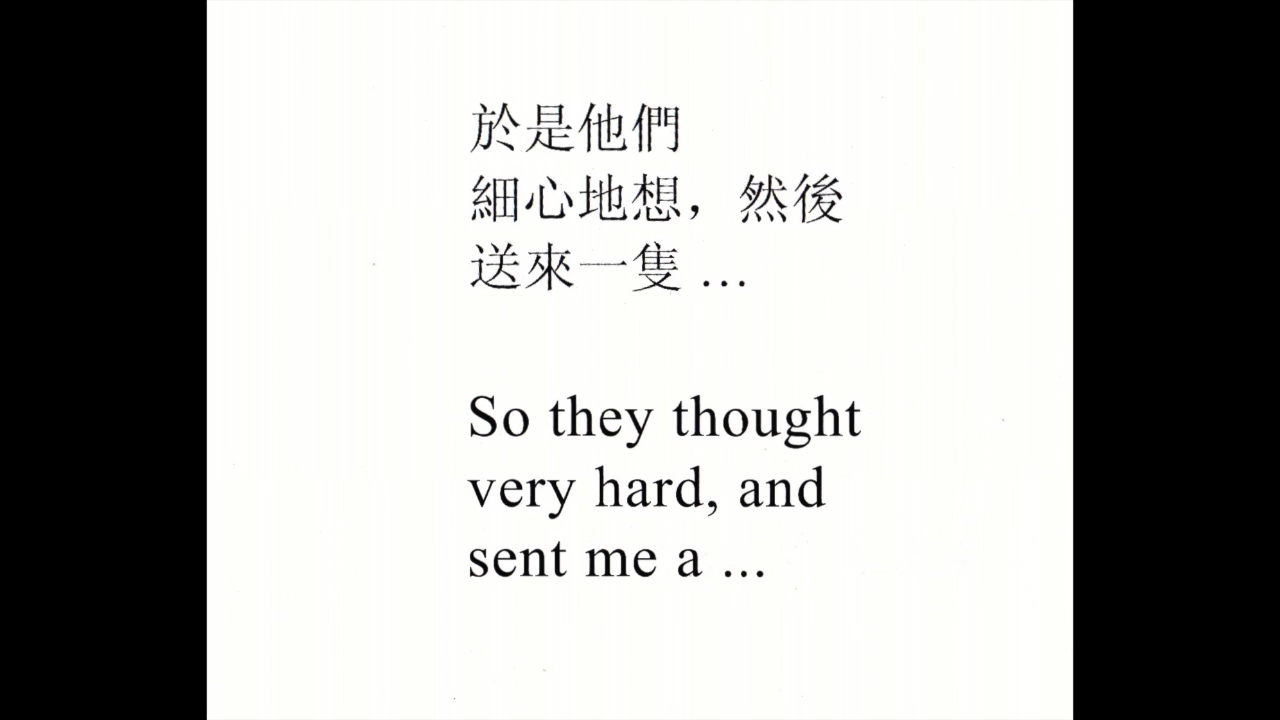 於是他們
細心地想，然後
送來一隻 ...
So they thought
very hard, and
sent me a ...